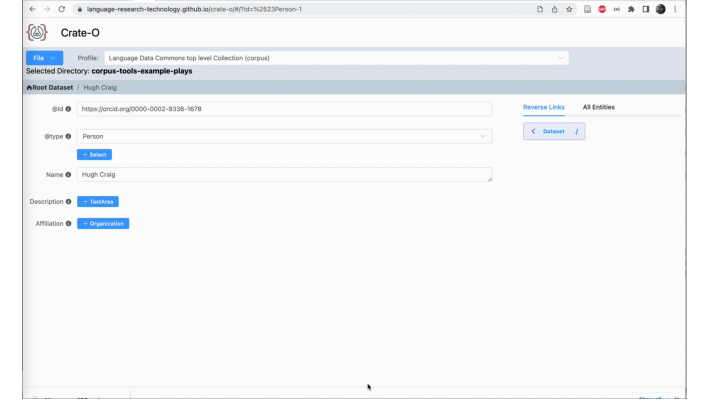 language-research-technology.github.io/crate-o/#/?id=%2523Person-1
Crate-O
File
Profile: Language Data Commons top level Collection (corpus)
Selected Directory: corpus-tools-example-plays
Root Dataset / Hugh Craig
@id https://orcid.org/0000-0002-9336-1678
Reverse Links All Entities
< Dataset ./
@type Person
+ Select
Name Hugh Craig
Description + TextArea
Affiliation + Organization